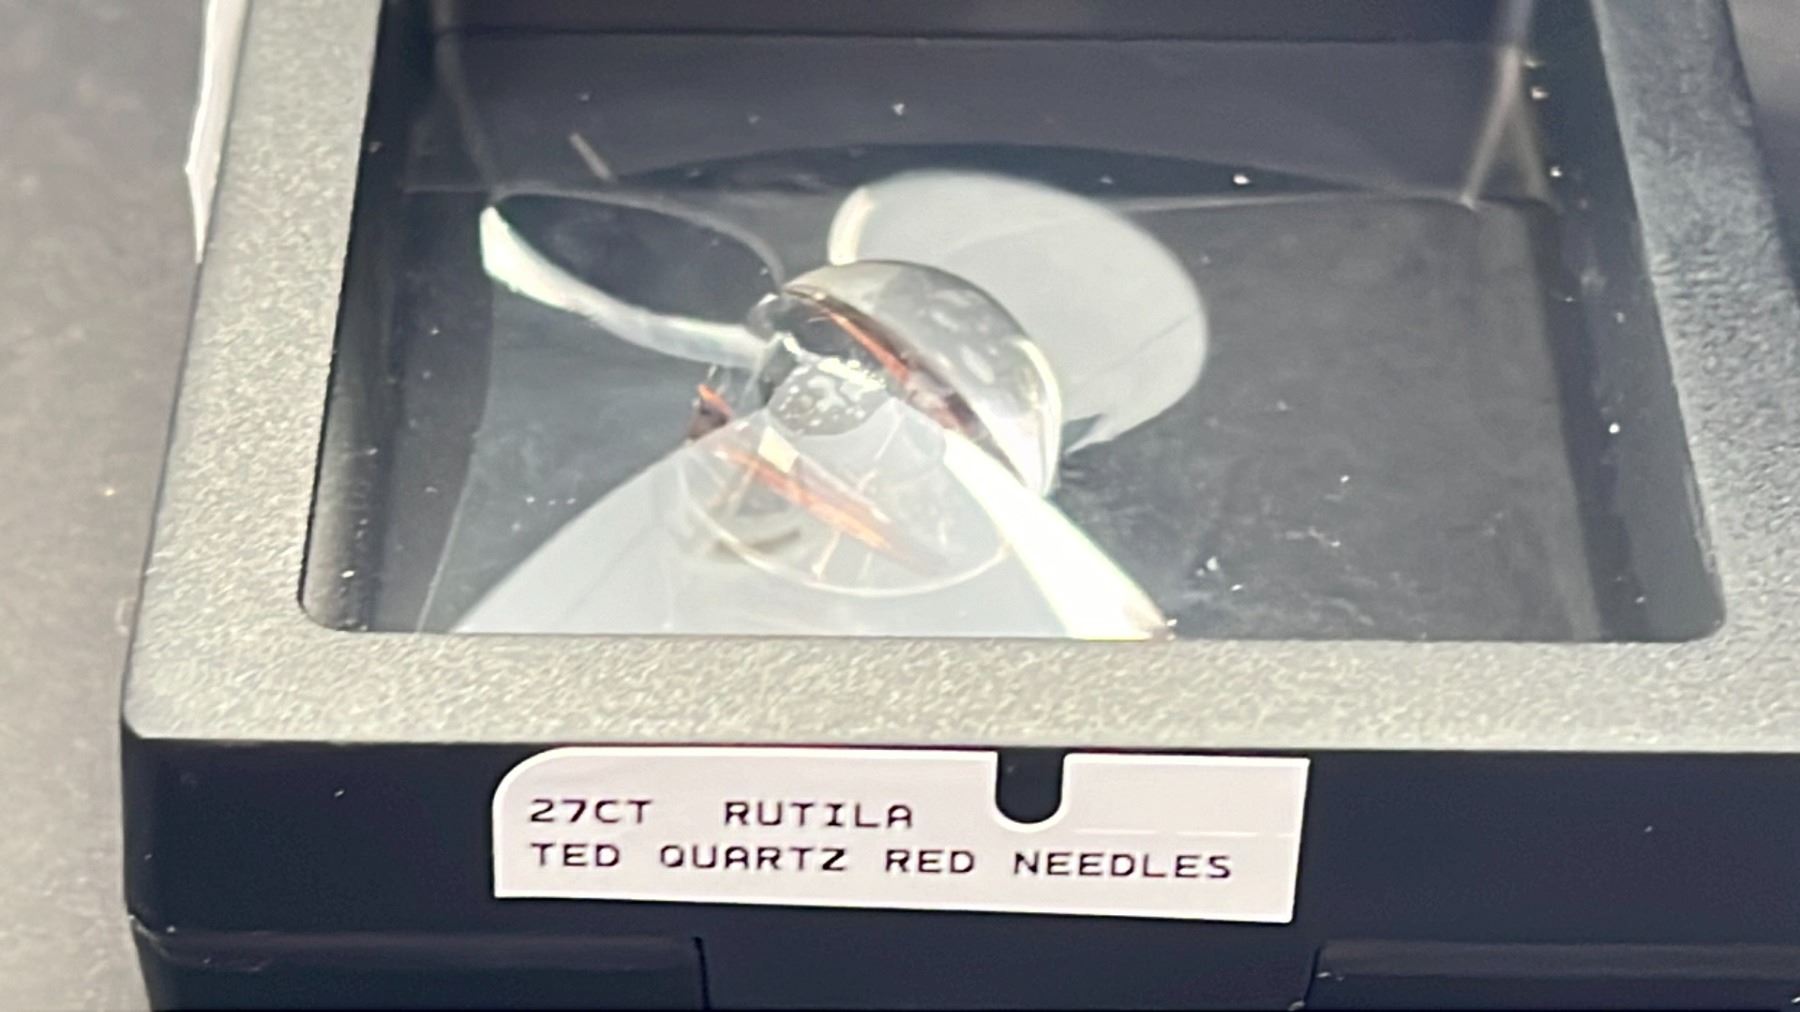 27CT RUTILA
TED QUARTZ RED NEEDLES